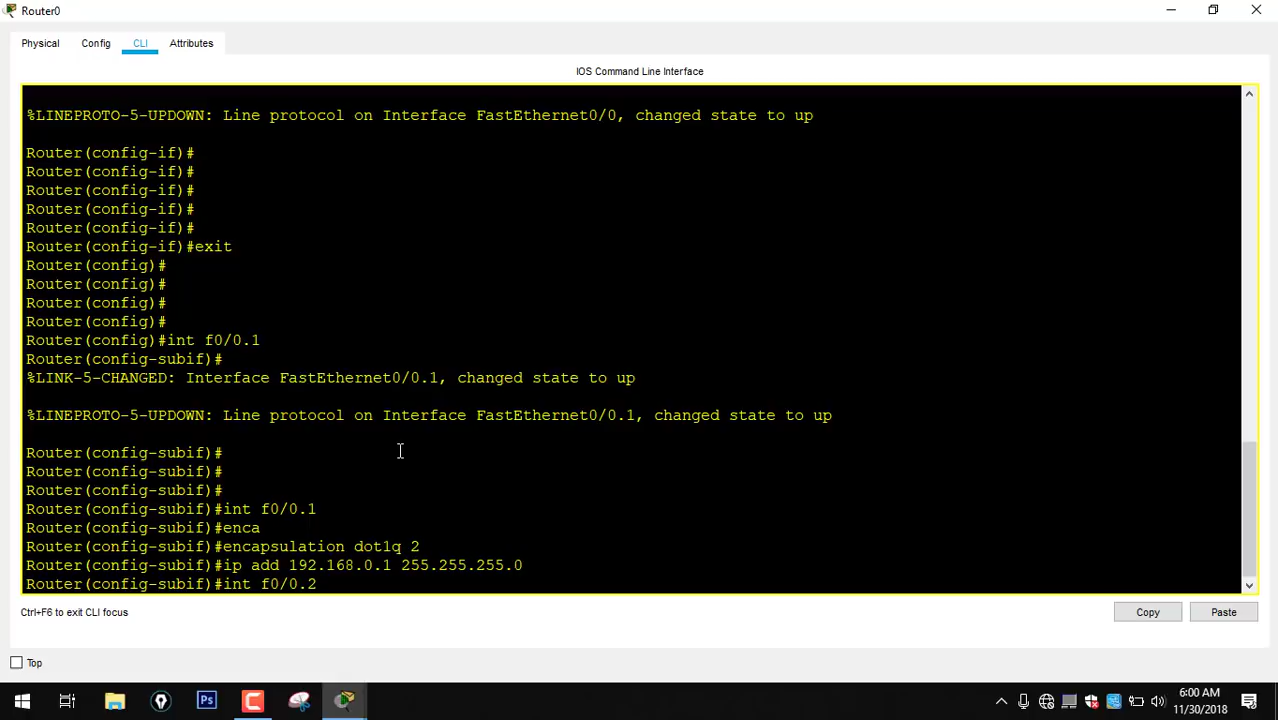 Router0
Physical Config CLI Attributes
IOS Command Line Interface
%LINEPROTO-5-UPDOWN: Line protocol on Interface FastEthernet0/0, changed state to up
Router(config-if)#
Router(config-if)#
Router(config-if)#
Router(config-if)#
Router(config-if)#
Router(config-if)#exit
Router(config)#
Router(config)#
Router(config)#
Router(config)#
Router(config)#int f0/0.1
Router(config-subif)#
%LINK-5-CHANGED: Interface FastEthernet0/0.1, changed state to up
%LINEPROTO-5-UPDOWN: Line protocol on Interface FastEthernet0/0.1, changed state to up
Router(config-subif)#
Router(config-subif)#
Router(config-subif)#
Router(config-subif)#int f0/0.1
Router(config-subif)#enca
Router(config-subif)#encapsulation dot1q 2
Router(config-subif)#ip add 192.168.0.1 255.255.255.0
Router(config-subif)#int f0/0.2
Ctrl+F6 to exit CLI focus
Copy Paste
Top
Ps
6:00 AM
11/30/2018